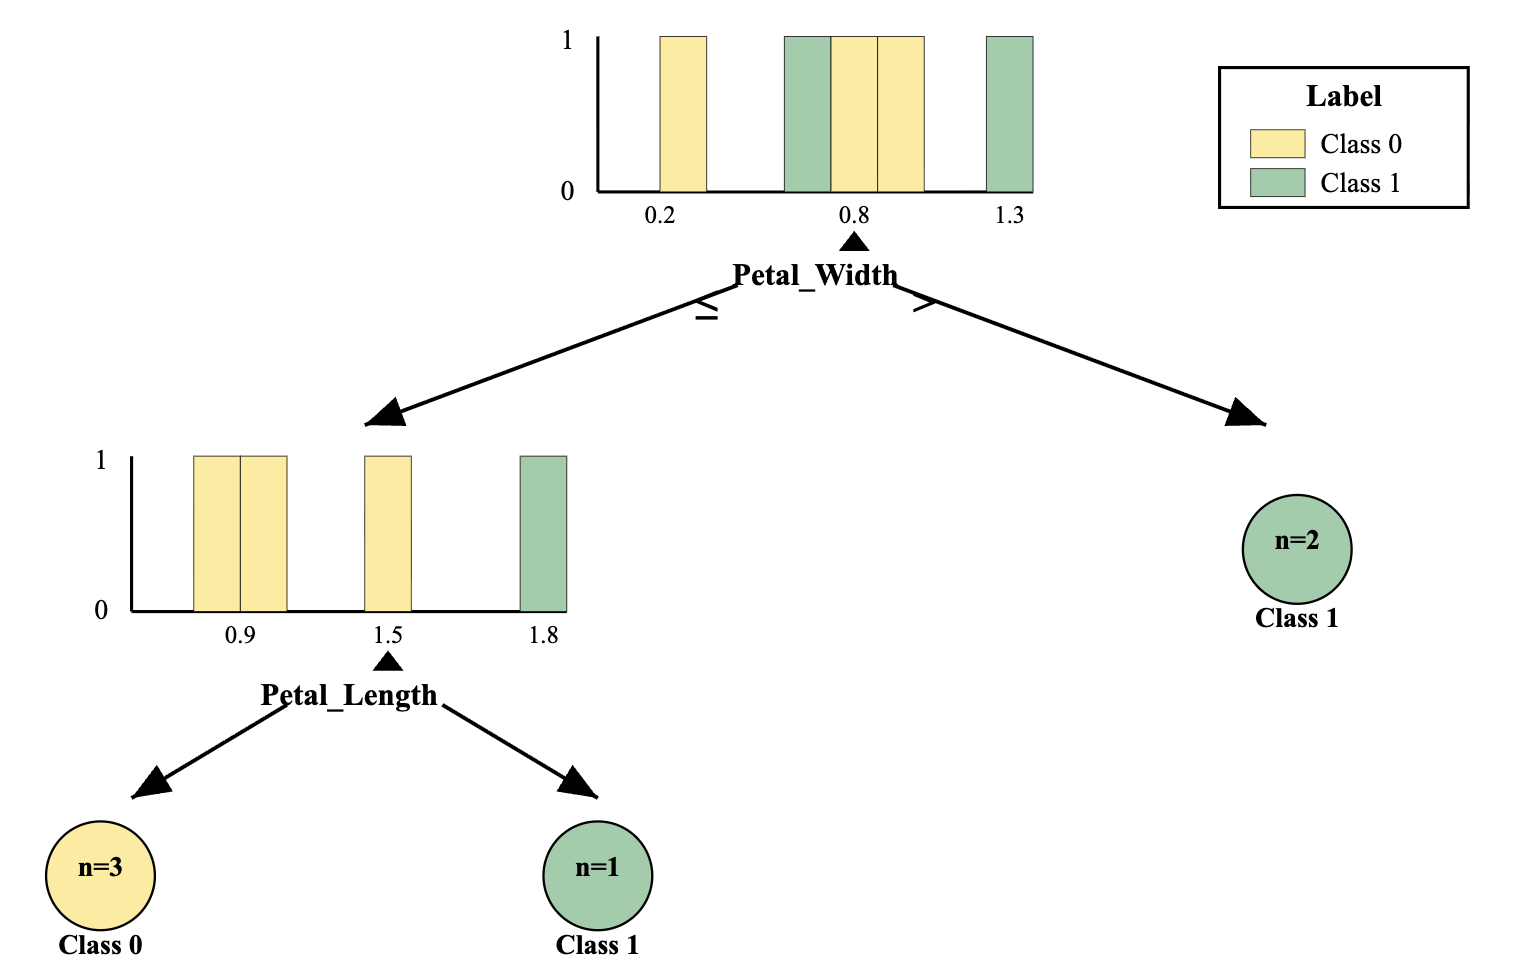 1
0
0.2 0.8 1.3
Petal_Width
≤ >
Label
Class 0
Class 1
1
0
0.9 1.5 1.8
Petal_Length
n=2
Class 1
n=3
Class 0
n=1
Class 1